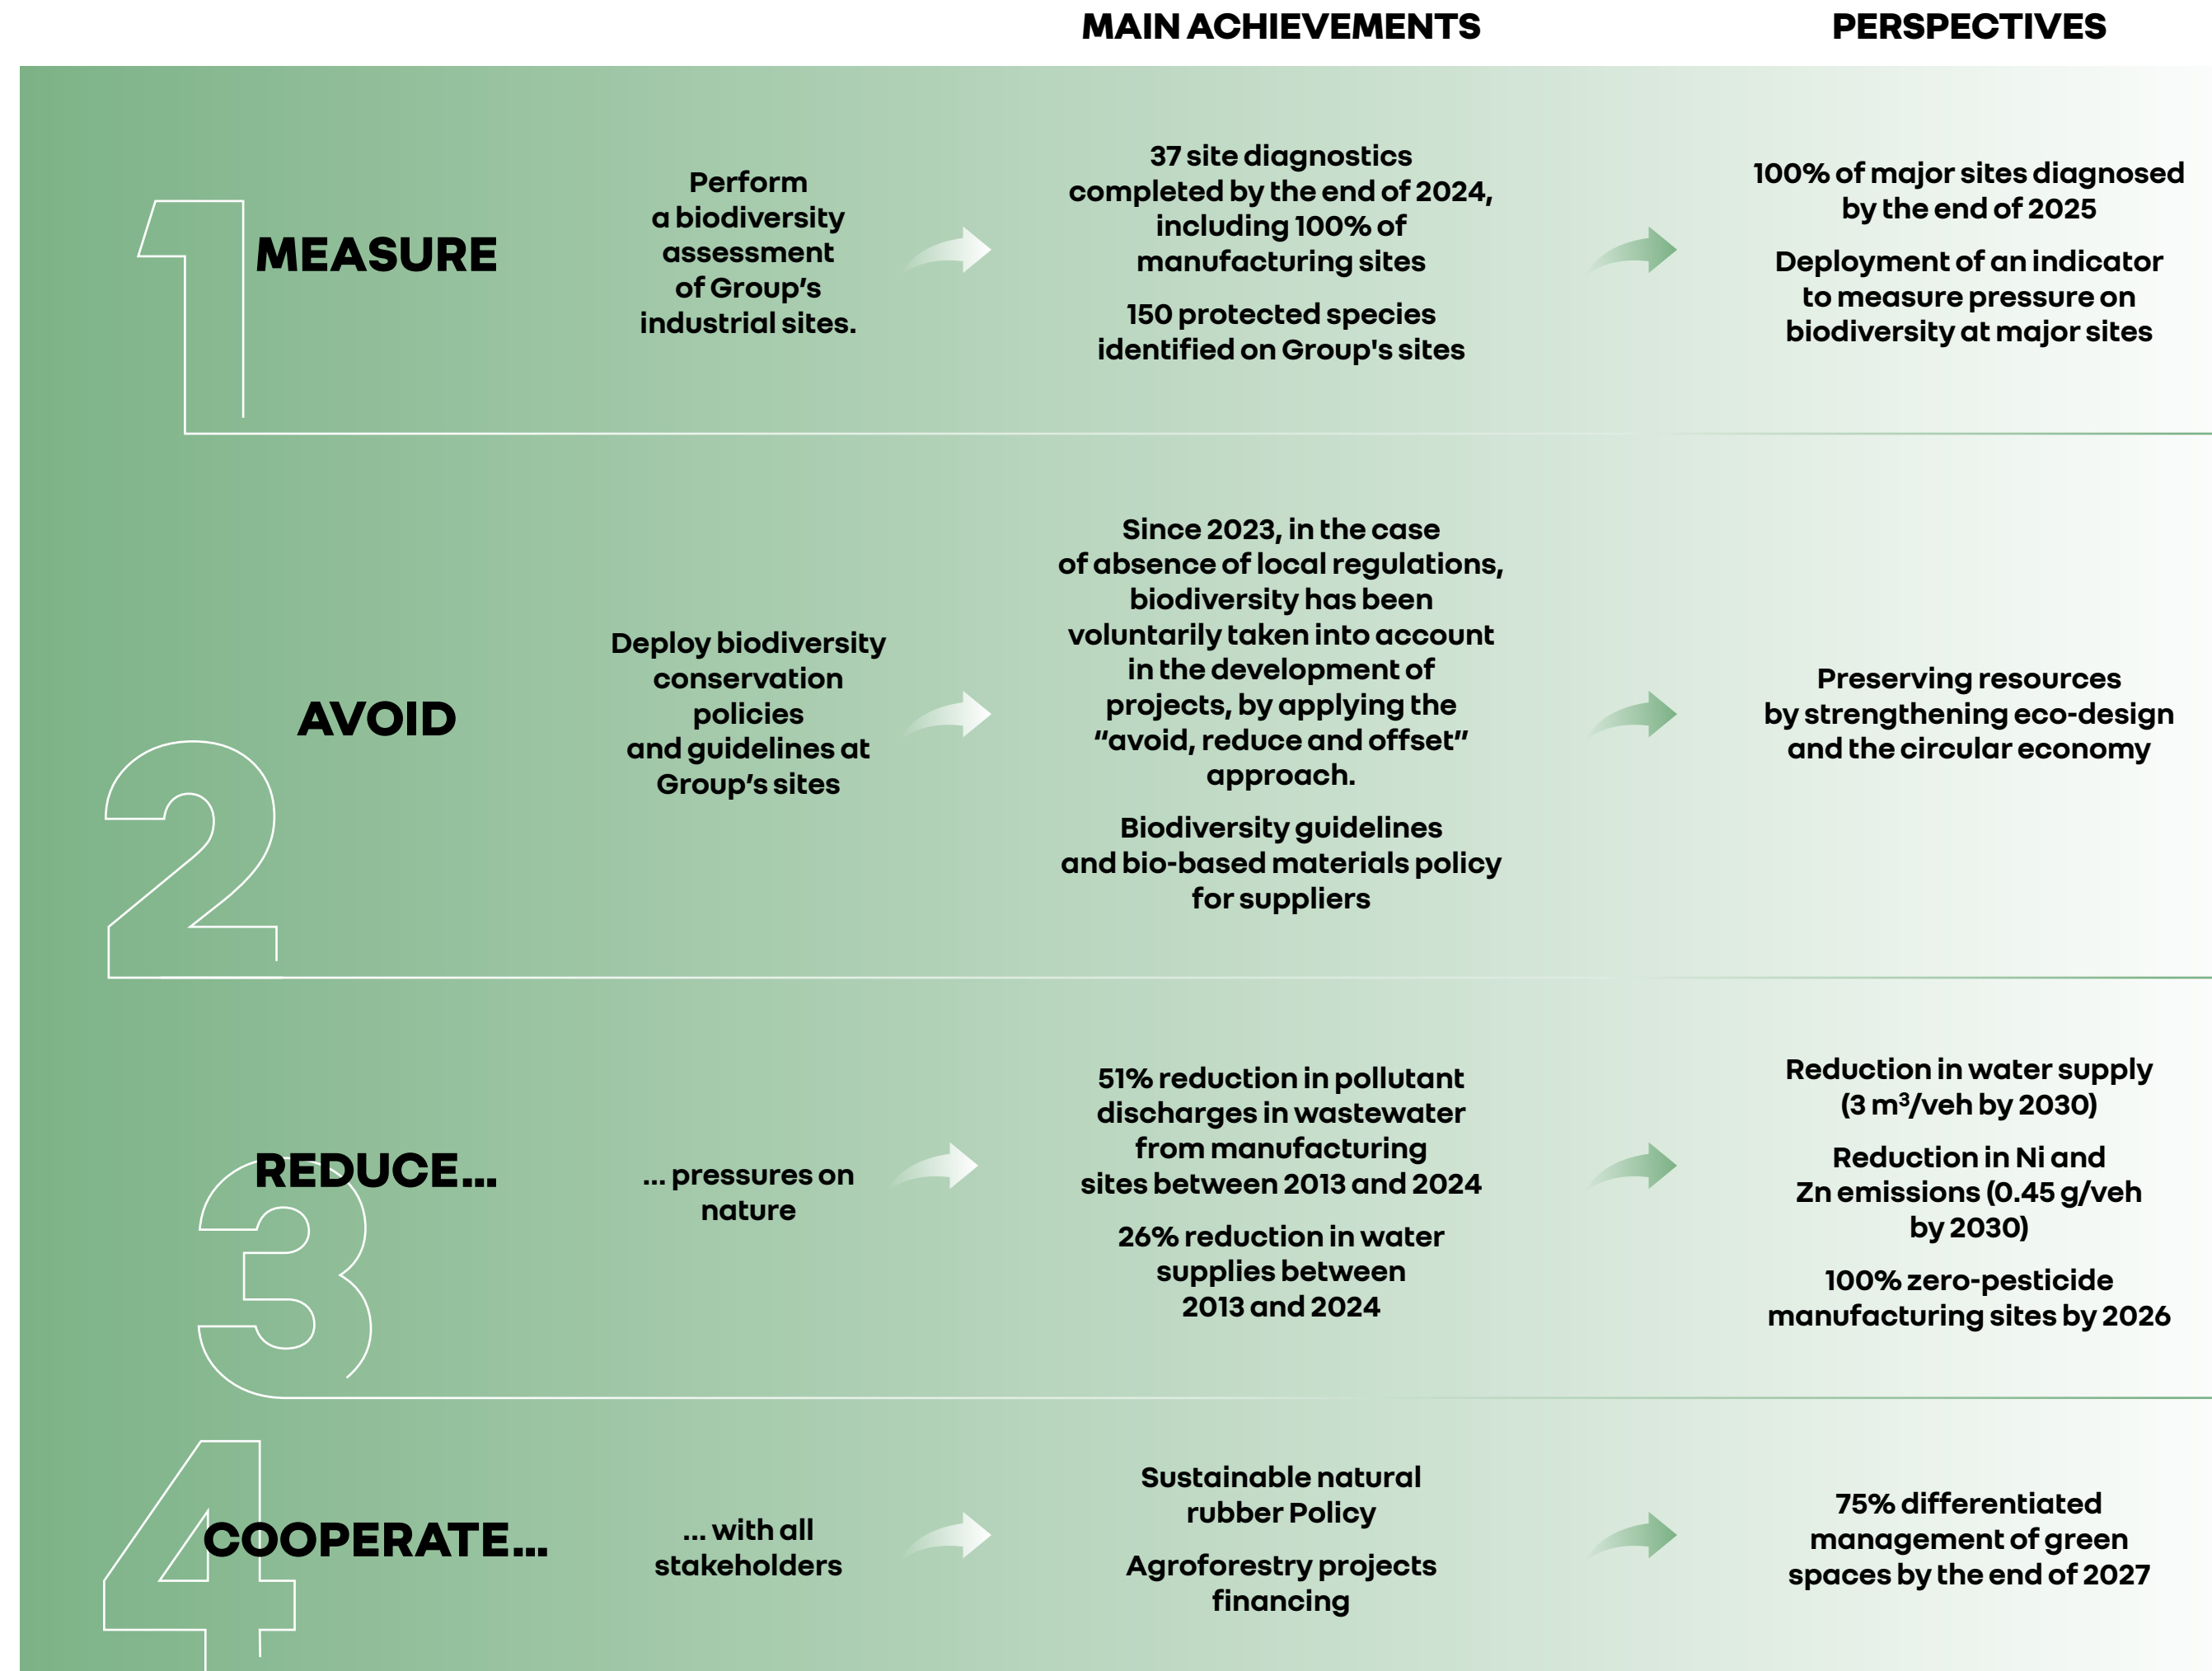 MAIN ACHIEVEMENTS
PERSPECTIVES
1
MEASURE
Perform
a biodiversity
assessment
of Group’s
industrial sites.
37 site diagnostics
completed by the end of 2024,
including 100% of
manufacturing sites
150 protected species
identified on Group's sites
100% of major sites diagnosed
by the end of 2025
Deployment of an indicator
to measure pressure on
biodiversity at major sites
2
AVOID
Deploy biodiversity
conservation
policies
and guidelines at
Group’s sites
Since 2023, in the case
of absence of local regulations,
biodiversity has been
voluntarily taken into account
in the development of
projects, by applying the
“avoid, reduce and offset”
approach.
Biodiversity guidelines
and bio-based materials policy
for suppliers
Preserving resources
by strengthening eco-design
and the circular economy
3
REDUCE...
... pressures on
nature
51% reduction in pollutant
discharges in wastewater
from manufacturing
sites between 2013 and 2024
26% reduction in water
supplies between
2013 and 2024
Reduction in water supply
(3 m³/veh by 2030)
Reduction in Ni and
Zn emissions (0.45 g/veh
by 2030)
100% zero-pesticide
manufacturing sites by 2026
4
COOPERATE...
... with all
stakeholders
Sustainable natural
rubber Policy
Agroforestry projects
financing
75% differentiated
management of green
spaces by the end of 2027